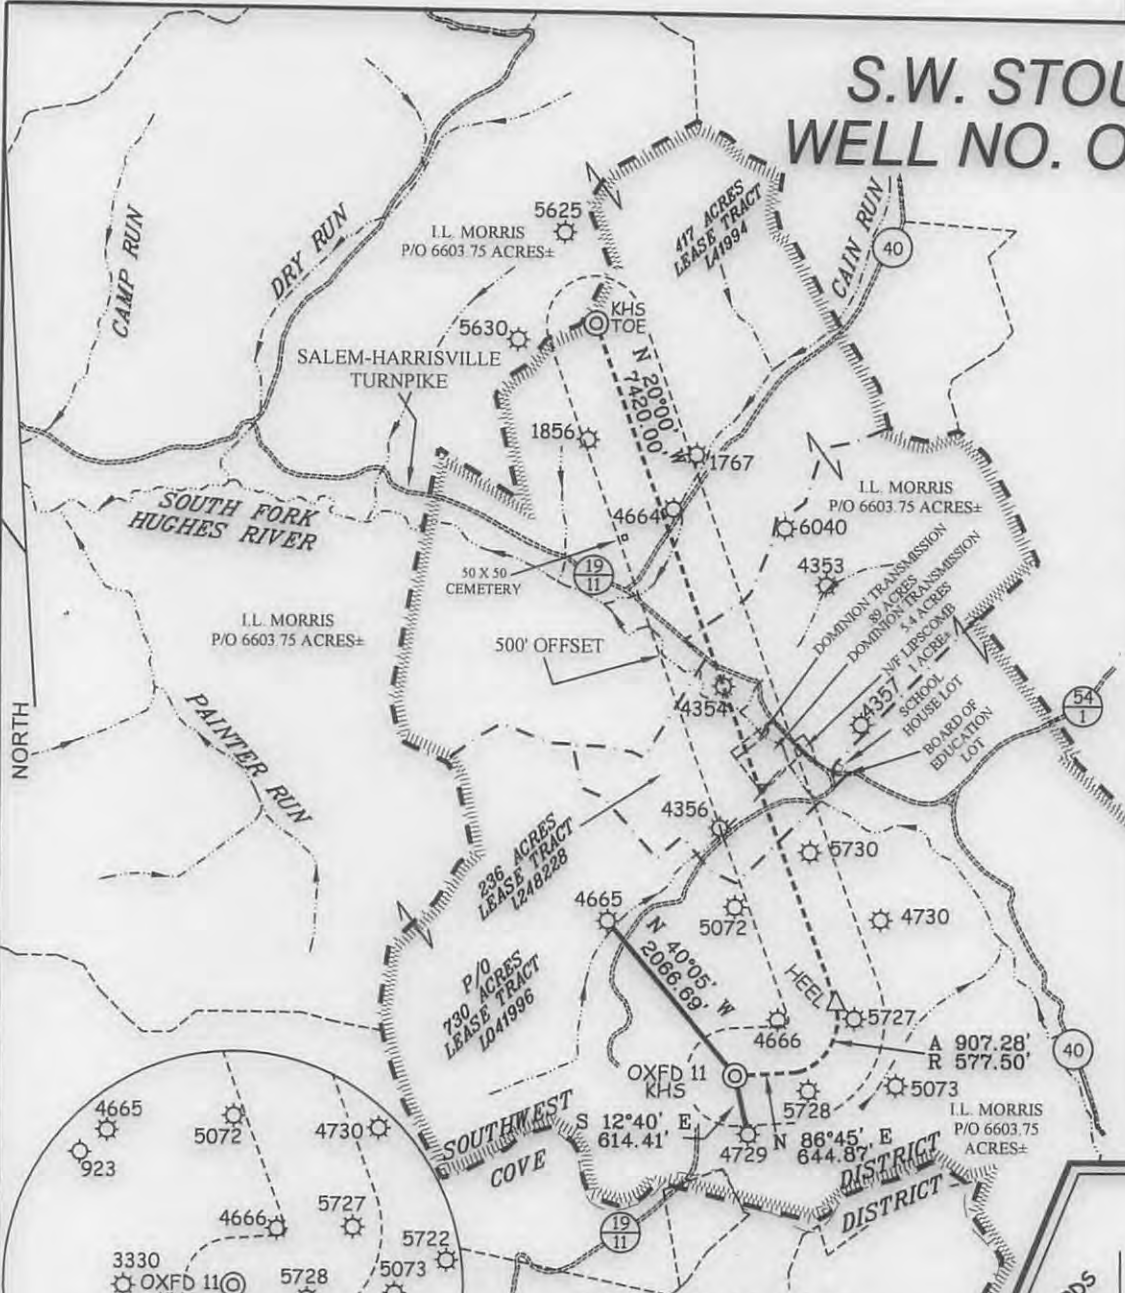 S.W. STOU
WELL NO. O
CAMP RUN
DRY RUN
I.L. MORRIS
P/O 6603.75 ACRES±
5625
417 ACRES
LEASE TRACT
L41994
CAIN RUN
40
KHS
TOE
5630
SALEM-HARRISVILLE
TURNPIKE
N 20°00' W
7420.00'
1856
1767
SOUTH FORK
HUGHES RIVER
4664
I.L. MORRIS
P/O 6603.75 ACRES±
6040
4353
50 X 50
CEMETERY
19
11
DOMINION TRANSMISSION
89 ACRES
DOMINION TRANSMISSION
5.4 ACRES
N/F LIPSCOMB
1 ACRE±
SCHOOL
HOUSE LOT
BOARD OF
EDUCATION
LOT
I.L. MORRIS
P/O 6603.75 ACRES±
500' OFFSET
4354
4357
54
1
NORTH
PAINTER RUN
4356
5730
236 ACRES
LEASE TRACT
L248228
4665
5072
4730
N 40°05' W
2066.69'
P/O
730 ACRES
LEASE TRACT
L041996
HEEL
4666
5727
A 907.28'
R 577.50'
40
OXFD 11
KHS
5728
5073
I.L. MORRIS
P/O 6603.75
ACRES±
S 12°40' E
614.41'
4729
N 86°45' E
644.87'
SOUTHWEST
COVE
DISTRICT
DISTRICT
19
11
4665
5072
4730
923
4666
5727
5722
3330
OXFD 11
5728
5073
DS